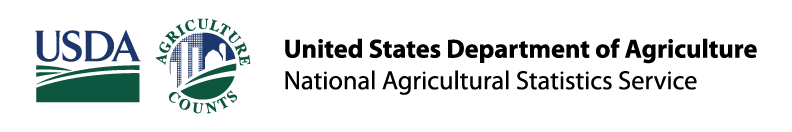 USDA
AGRICULTURE
COUNTS
United States Department of Agriculture
National Agricultural Statistics Service